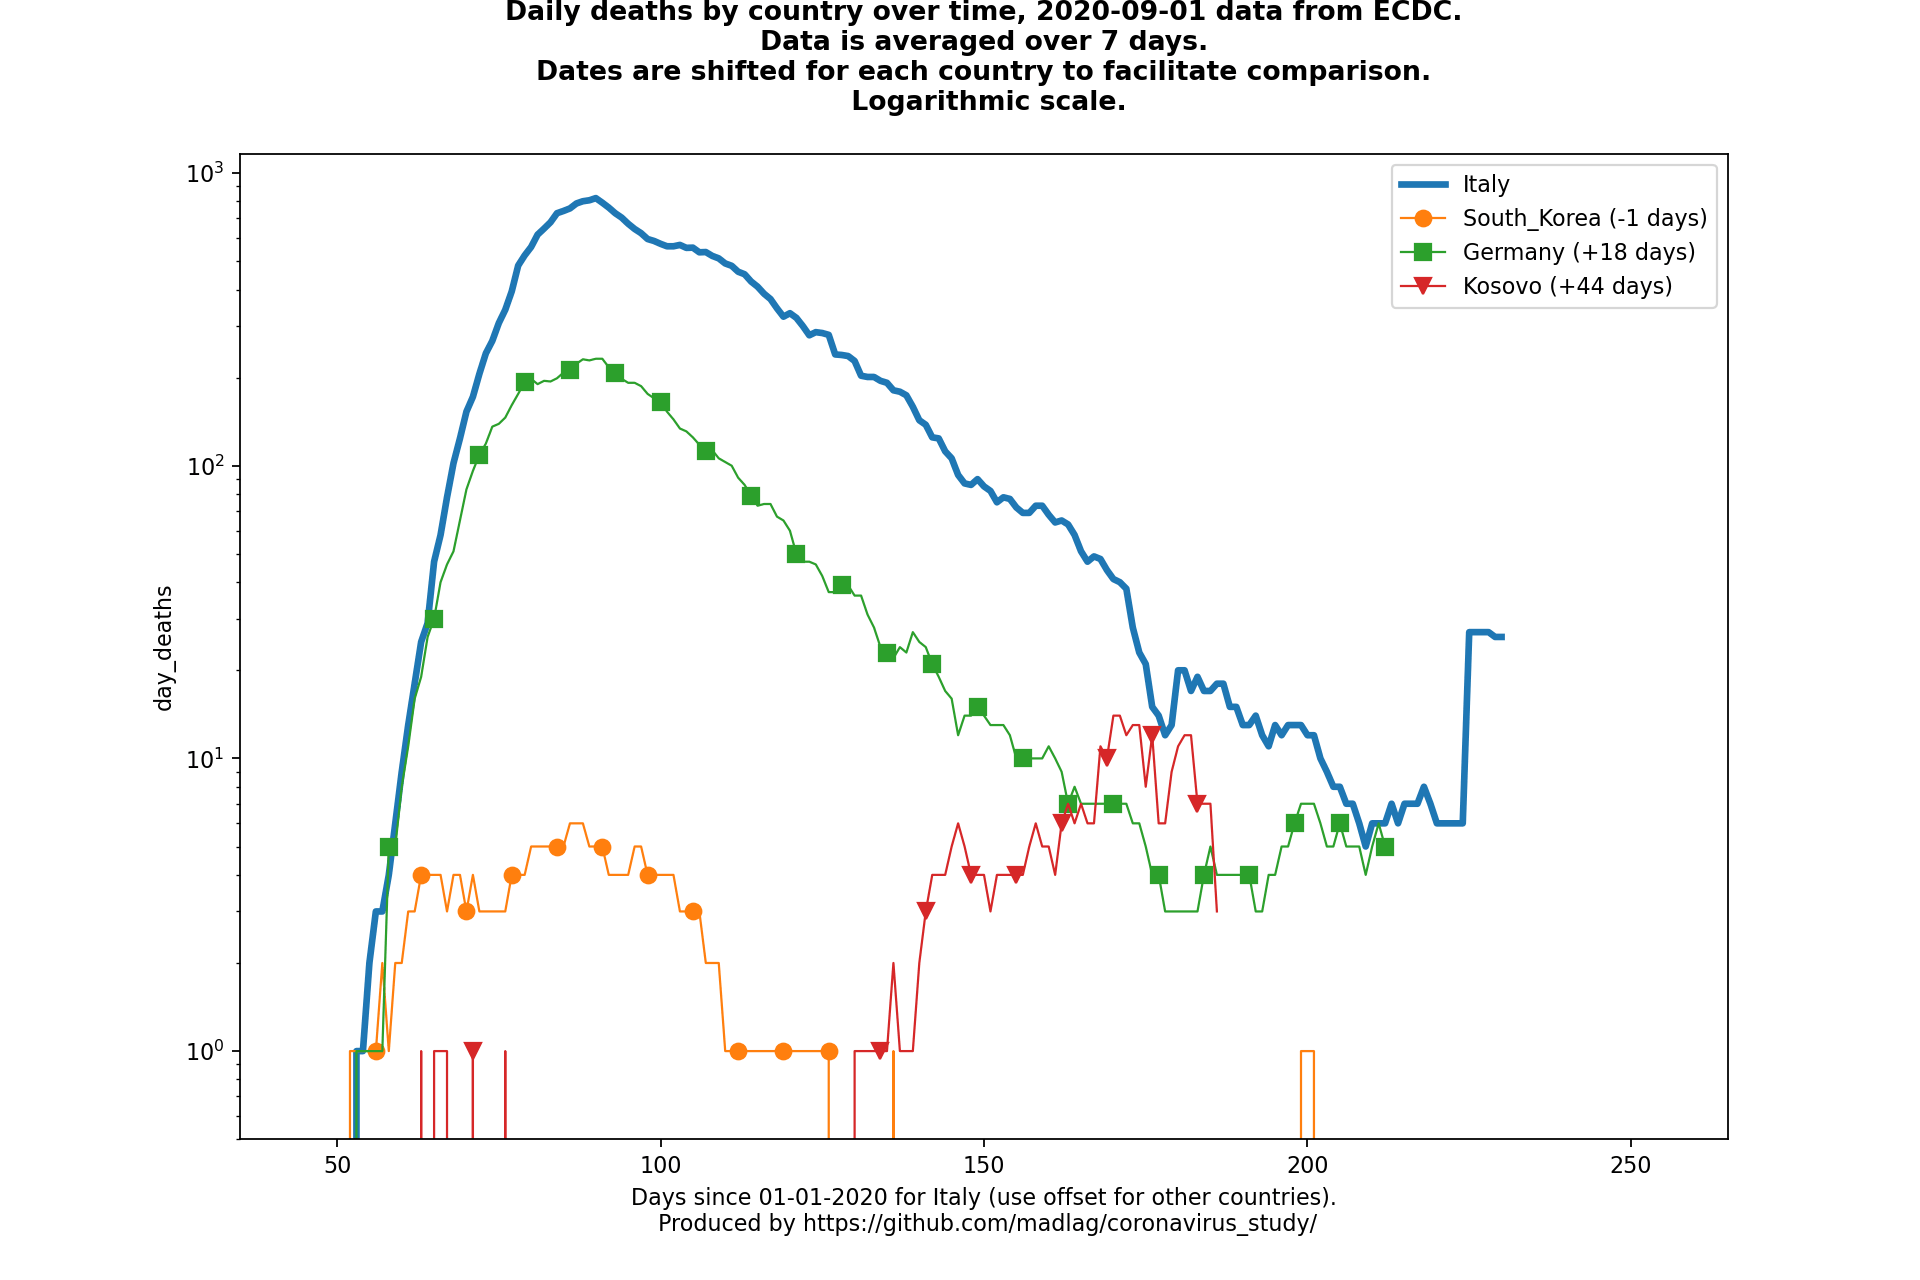 Daily deaths by country over time, 2020-09-01 data from ECDC.
Data is averaged over 7 days.
Dates are shifted for each country to facilitate comparison.
Logarithmic scale.
10³
10²
10¹
10⁰
day_deaths
Italy
South_Korea (-1 days)
Germany (+18 days)
Kosovo (+44 days)
50
100
150
200
250
Days since 01-01-2020 for Italy (use offset for other countries).
Produced by https://github.com/madlag/coronavirus_study/